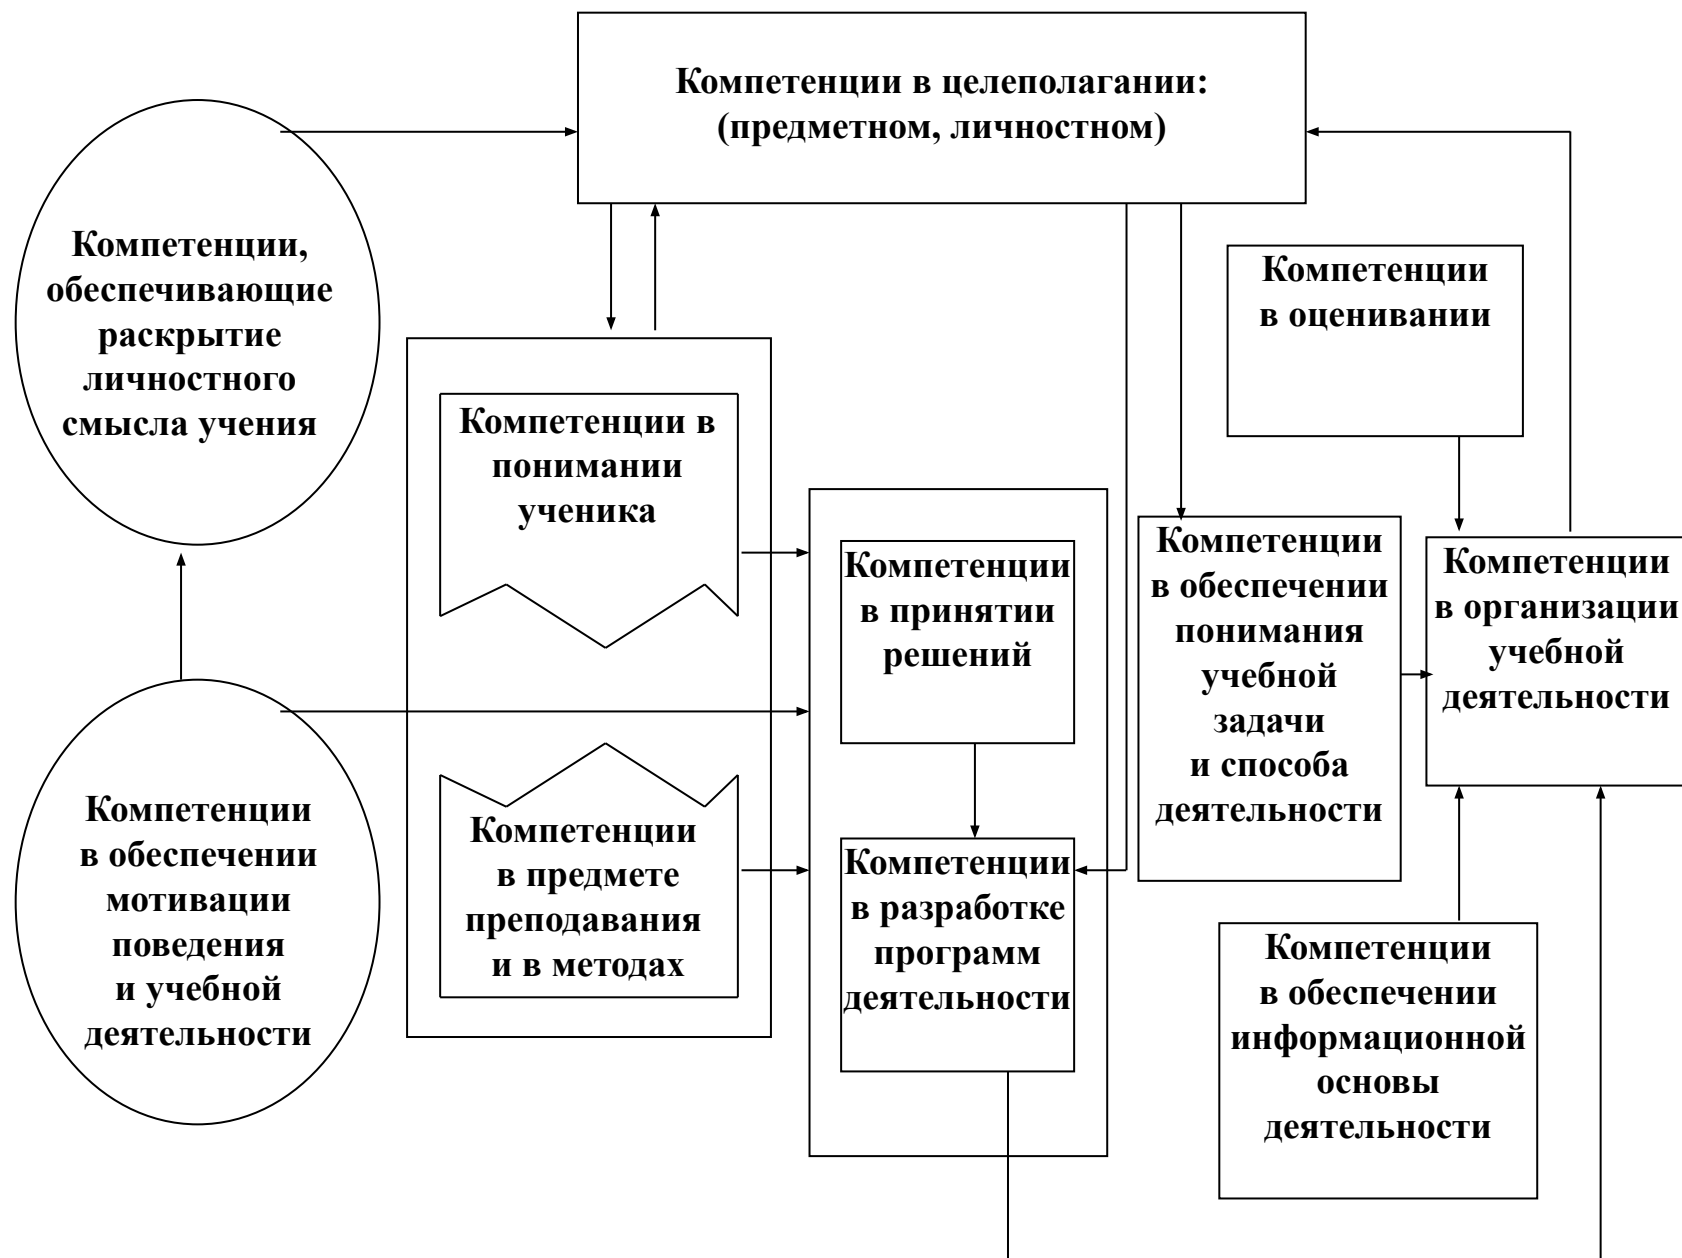 Компетенции в целеполагании:
(предметном, личностном)
Компетенции,
обеспечивающие
раскрытие
личностного
смысла учения
Компетенции
в оценивании
Компетенции в
понимании
ученика
Компетенции
в принятии
решений
Компетенции
в обеспечении
понимания
учебной
задачи
и способа
деятельности
Компетенции
в организации
учебной
деятельности
Компетенции
в обеспечении
мотивации
поведения
и учебной
деятельности
Компетенции
в предмете
преподавания
и в методах
Компетенции
в разработке
программ
деятельности
Компетенции
в обеспечении
информационной
основы
деятельности